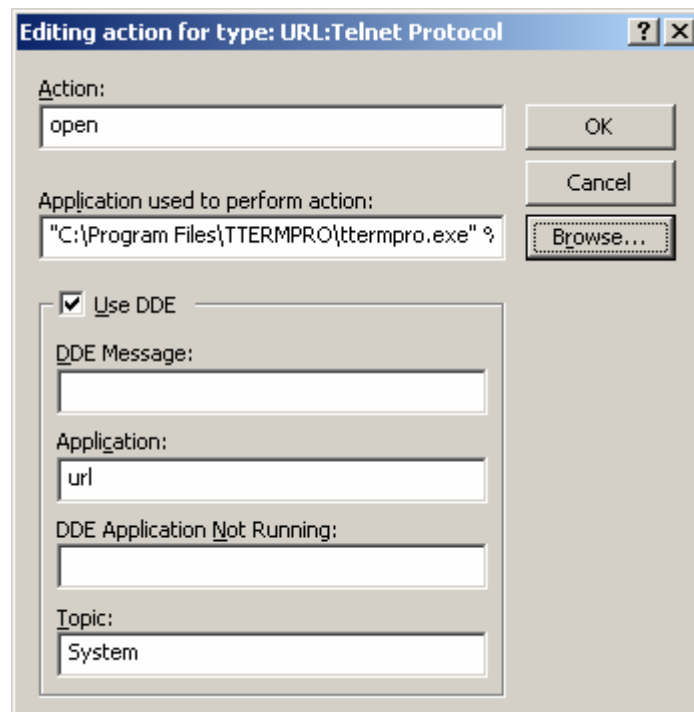 Editing action for type: URL:Telnet Protocol
Action:
open
OK
Cancel
Application used to perform action:
"C:\Program Files\TTERMPRO\ttermpro.exe" %
Browse...
Use DDE
DDE Message:
Application:
url
DDE Application Not Running:
Topic:
System